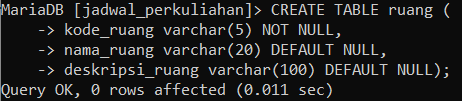 MariaDB [jadwal_perkuliahan]> CREATE TABLE ruang (
    -> kode_ruang varchar(5) NOT NULL,
    -> nama_ruang varchar(20) DEFAULT NULL,
    -> deskripsi_ruang varchar(100) DEFAULT NULL);
Query OK, 0 rows affected (0.011 sec)